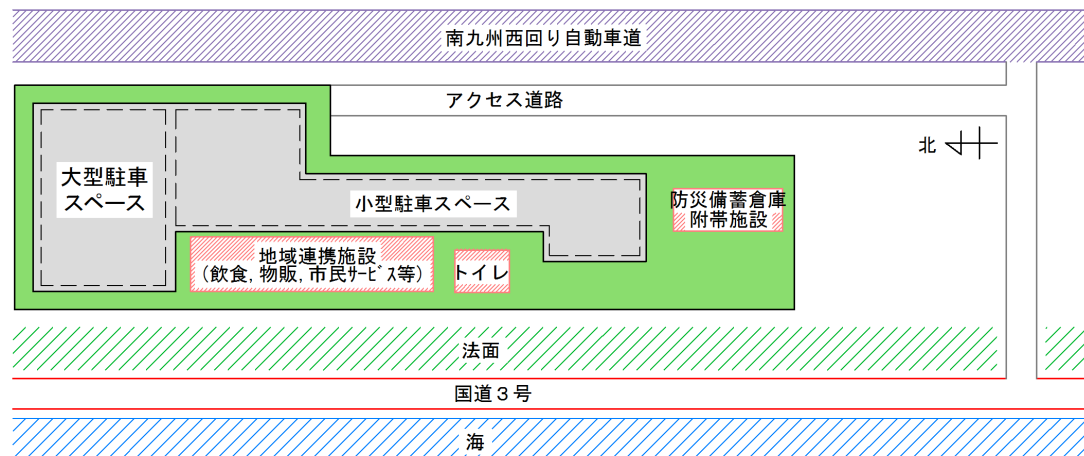 南九州西回り自動車道
アクセス道路
北
大型駐車
スペース
小型駐車スペース
防災備蓄倉庫
附帯施設
地域連携施設
(飲食,物販,市民ｻｰﾋﾞｽ等)
トイレ
法面
国道３号
海